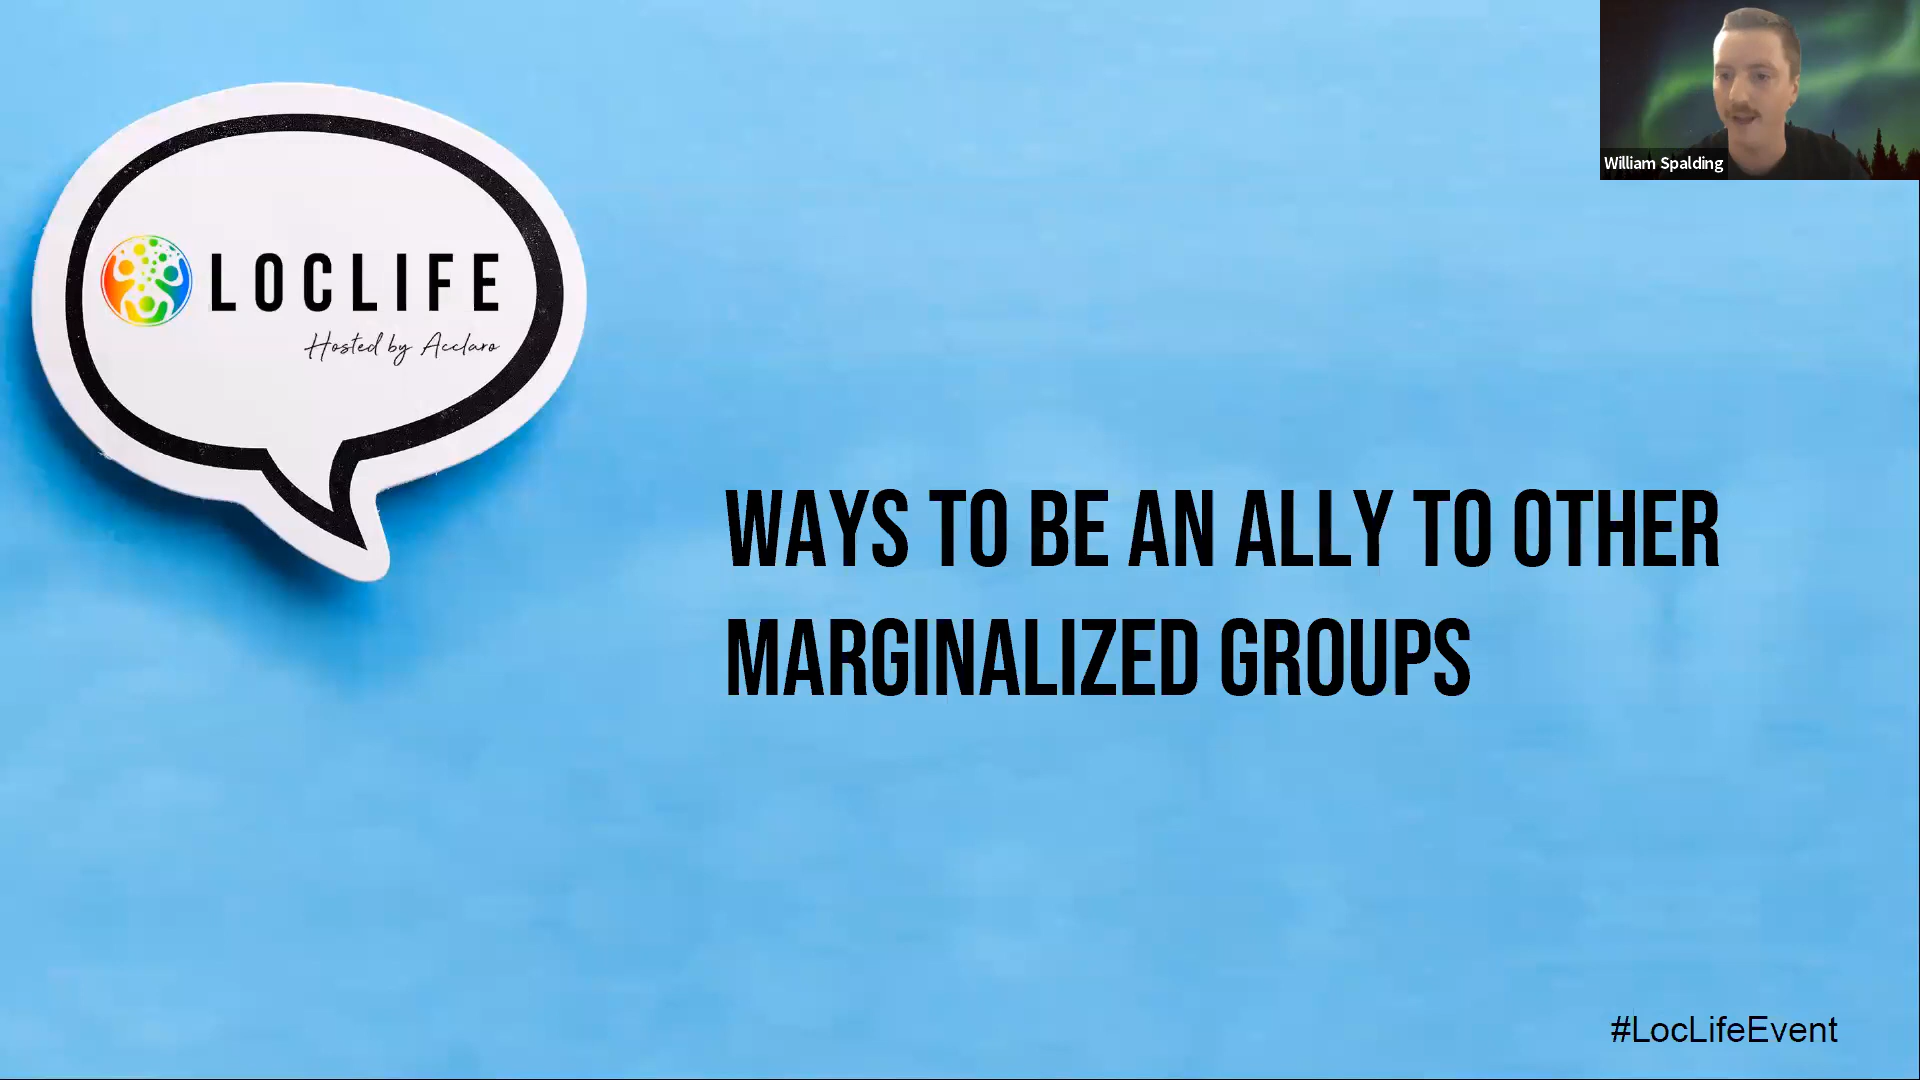 LOCLIFE
Hosted by Acclaro
William Spalding
WAYS TO BE AN ALLY TO OTHER
MARGINALIZED GROUPS
#LocLifeEvent